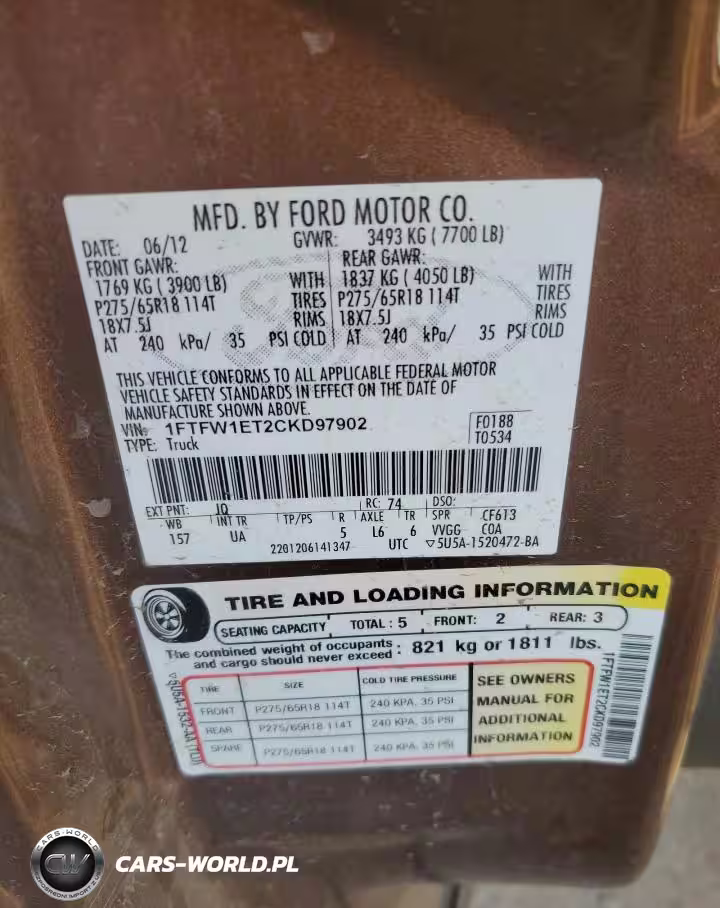 MFD. BY FORD MOTOR CO.
DATE: 06/12 GVWR: 3493 KG ( 7700 LB)
FRONT GAWR: REAR GAWR:
1769 KG ( 3900 LB) WITH 1837 KG ( 4050 LB) WITH
P275/65R18 114T TIRES P275/65R18 114T TIRES
18X7.5J RIMS 18X7.5J RIMS
AT 240 kPa/ 35 PSI COLD AT 240 kPa/ 35 PSI COLD
THIS VEHICLE CONFORMS TO ALL APPLICABLE FEDERAL MOTOR
VEHICLE SAFETY STANDARDS IN EFFECT ON THE DATE OF
MANUFACTURE SHOWN ABOVE.
VIN: 1FTFW1ET2CKD97902 F0188
TYPE: Truck T0534
EXT PNT: JQ RC: 74 DSO:
WB INT TR TP/PS R AXLE TR SPR CF613
157 UA 5 L6 6 VVGG COA
2201206141347 UTC ▽5U5A-1520472-BA
TIRE AND LOADING INFORMATION
SEATING CAPACITY TOTAL : 5 FRONT: 2 REAR: 3
The combined weight of occupants : 821 kg or 1811 lbs.
and cargo should never exceed
TIRE SIZE COLD TIRE PRESSURE
FRONT P275/65R18 114T 240 KPA, 35 PSI
REAR P275/65R18 114T 240 KPA, 35 PSI
SPARE P275/65R18 114T 240 KPA, 35 PSI
SEE OWNERS
MANUAL FOR
ADDITIONAL
INFORMATION
1FTFW1ET2CKD97902
CARS-WORLD
CW
CARS-WORLD.PL